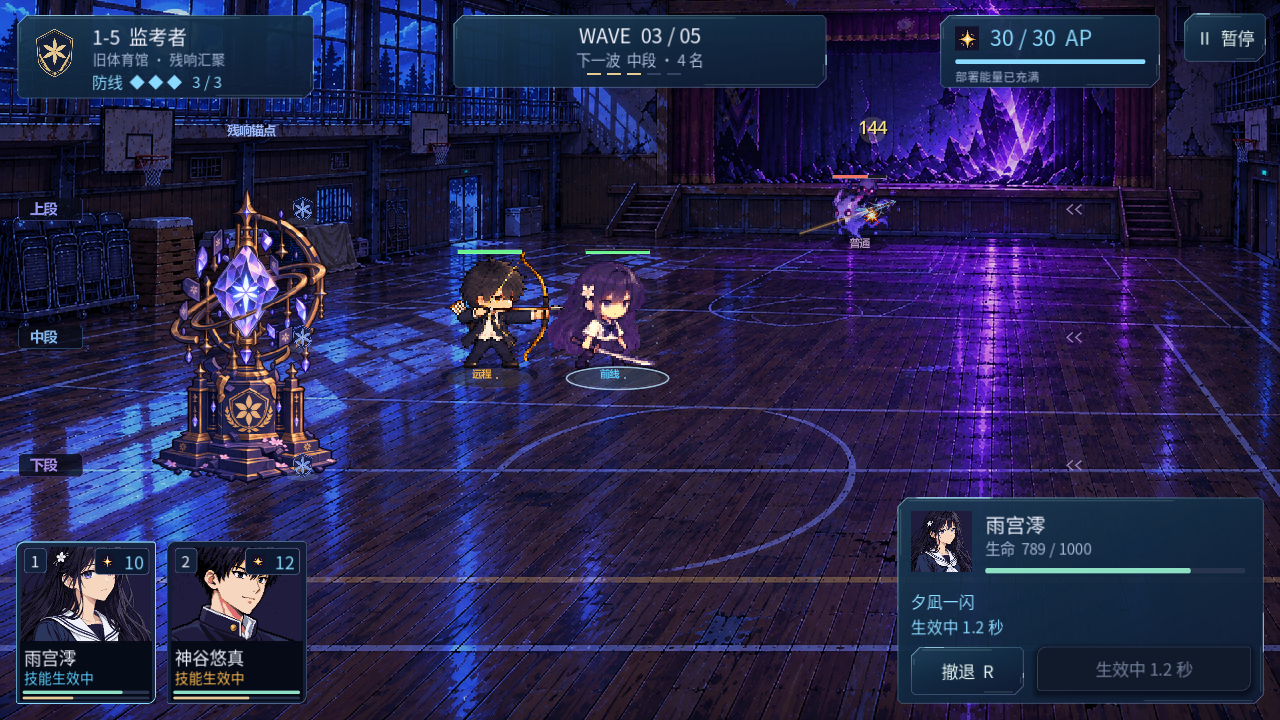 1-5 监考者
旧体育馆 · 残响汇聚
防线 3 / 3
WAVE 03 / 05
下一波 中段 · 4 名
30 / 30 AP
部署能量已充满
暂停
残响锚点
144
普通
上段
中段
下段
远程
前线
1
10
雨宫澪
技能生效中
2
12
神谷悠真
技能生效中
雨宫澪
生命 789 / 1000
夕凪一闪
生效中 1.2 秒
撤退 R
生效中 1.2 秒